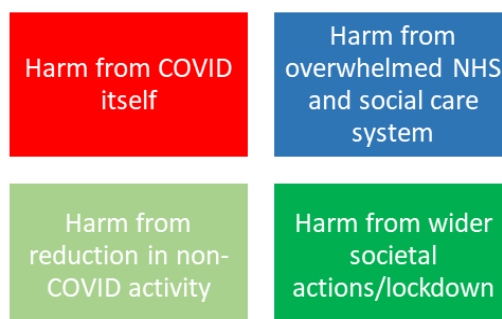 Harm from COVID
itself
Harm from
overwhelmed NHS
and social care
system
Harm from
reduction in non-
COVID activity
Harm from wider
societal
actions/lockdown